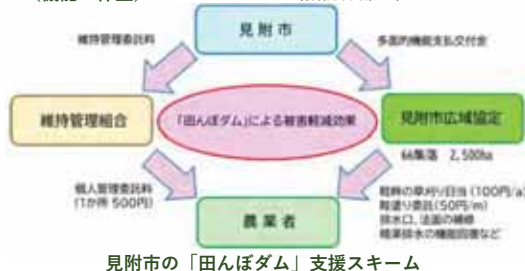 見附市
維持管理委託料
多面的機能支払交付金
維持管理組合
「田んぼダム」による被害軽減効果
見附市広域協定
66集落 2,500ha
個人管理委託料
(1か所 500円)
畦畔の草刈り日当(100円/a)
畦塗り委託(50円/m)
排水口、法面の補修
暗渠排水の機能回復など
農業者
見附市の「田んぼダム」支援スキーム